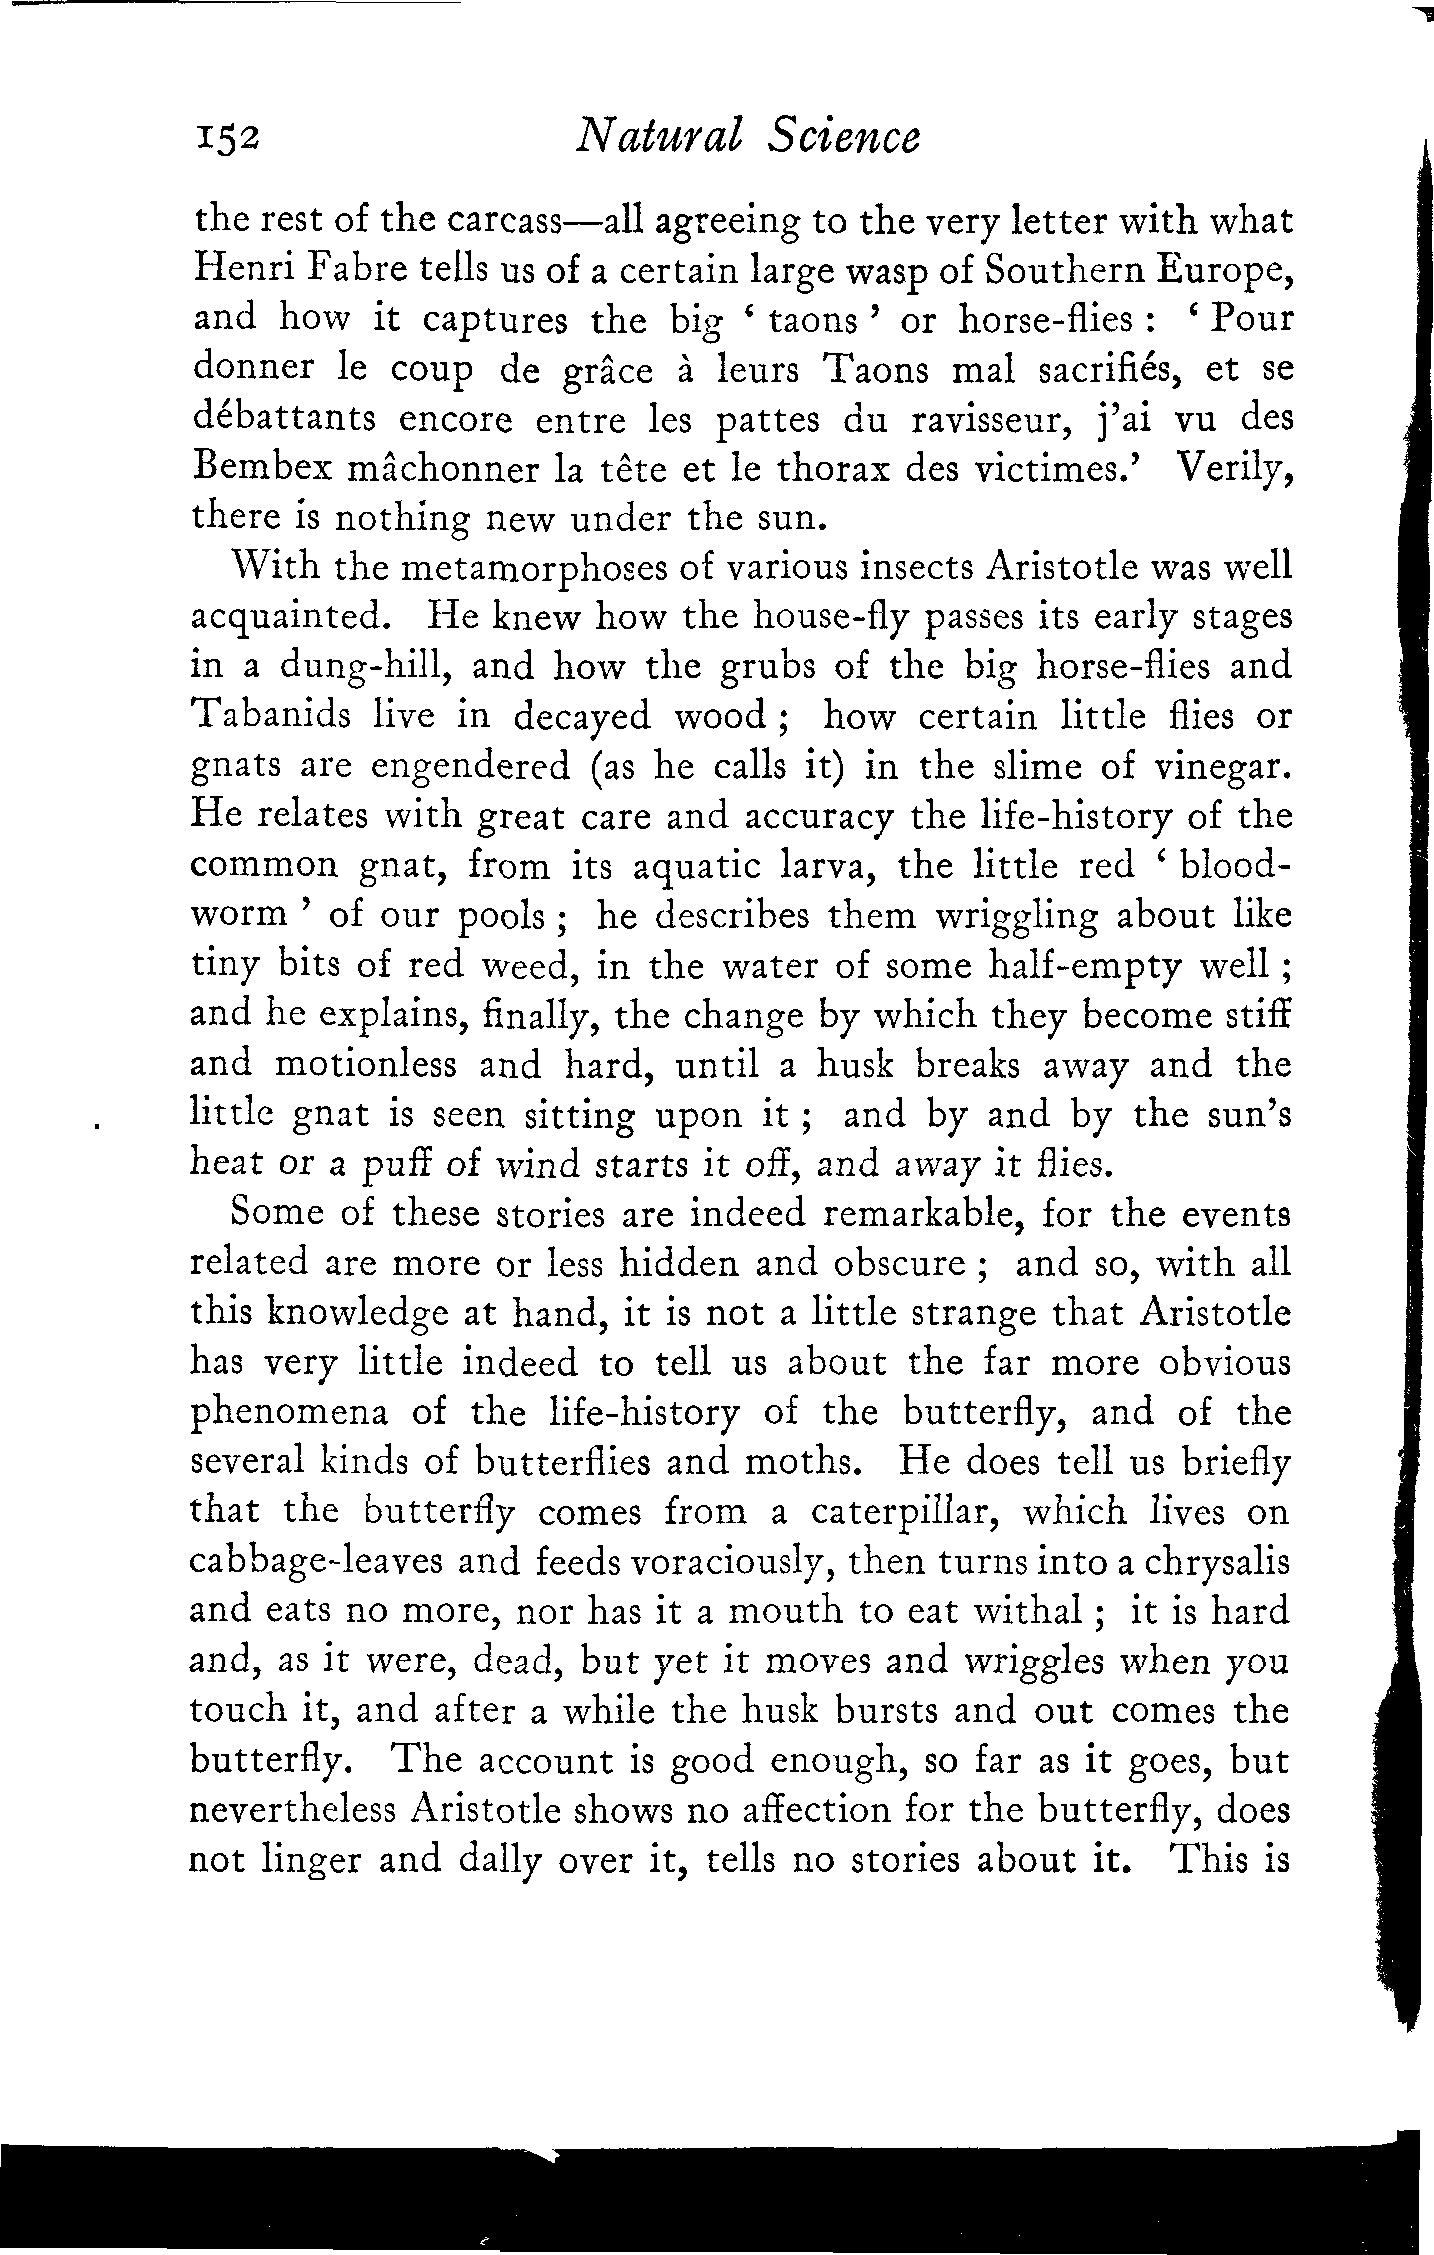 152 Natural Science
the rest of the carcass—all agreeing to the very letter with what
Henri Fabre tells us of a certain large wasp of Southern Europe,
and how it captures the big ‘ taons ’ or horse-flies : ‘ Pour
donner le coup de grâce à leurs Taons mal sacrifiés, et se
débattants encore entre les pattes du ravisseur, j’ai vu des
Bembex mâchonner la tête et le thorax des victimes.’ Verily,
there is nothing new under the sun.
With the metamorphoses of various insects Aristotle was well
acquainted. He knew how the house-fly passes its early stages
in a dung-hill, and how the grubs of the big horse-flies and
Tabanids live in decayed wood ; how certain little flies or
gnats are engendered (as he calls it) in the slime of vinegar.
He relates with great care and accuracy the life-history of the
common gnat, from its aquatic larva, the little red ‘ blood-
worm ’ of our pools ; he describes them wriggling about like
tiny bits of red weed, in the water of some half-empty well ;
and he explains, finally, the change by which they become stiff
and motionless and hard, until a husk breaks away and the
little gnat is seen sitting upon it ; and by and by the sun’s
heat or a puff of wind starts it off, and away it flies.
Some of these stories are indeed remarkable, for the events
related are more or less hidden and obscure ; and so, with all
this knowledge at hand, it is not a little strange that Aristotle
has very little indeed to tell us about the far more obvious
phenomena of the life-history of the butterfly, and of the
several kinds of butterflies and moths. He does tell us briefly
that the butterfly comes from a caterpillar, which lives on
cabbage-leaves and feeds voraciously, then turns into a chrysalis
and eats no more, nor has it a mouth to eat withal ; it is hard
and, as it were, dead, but yet it moves and wriggles when you
touch it, and after a while the husk bursts and out comes the
butterfly. The account is good enough, so far as it goes, but
nevertheless Aristotle shows no affection for the butterfly, does
not linger and dally over it, tells no stories about it. This is